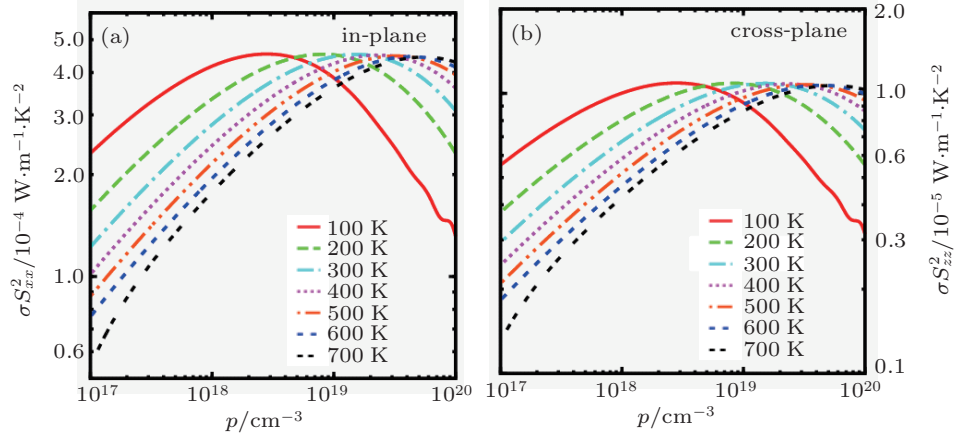 (a) in-plane
5.0
4.0
3.0
2.0
1.0
0.6
σS²xx/10⁻⁴ W·m⁻¹·K⁻²
100 K
200 K
300 K
400 K
500 K
600 K
700 K
10¹⁷ 10¹⁸ 10¹⁹ 10²⁰
p/cm⁻³
(b) cross-plane
2.0
1.0
0.6
0.3
0.1
σS²zz/10⁻⁵ W·m⁻¹·K⁻²
100 K
200 K
300 K
400 K
500 K
600 K
700 K
10¹⁷ 10¹⁸ 10¹⁹ 10²⁰
p/cm⁻³